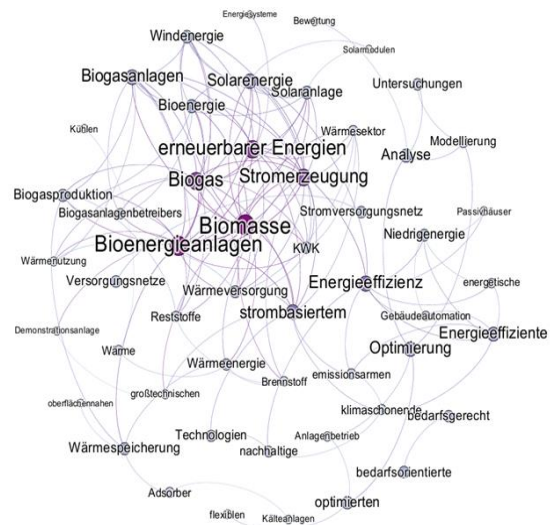 Energiesysteme
Bewertung
Windenergie
Solarmodulen
Biogasanlagen
Solarenergie
Untersuchungen
Solaranlage
Bioenergie
Kühlen
Wärmesektor
Modellierung
erneuerbarer Energien
Analyse
Biogas
Stromerzeugung
Biogasproduktion
Biogasanlagenbetreibers
Stromversorgungsnetz
Passivhäuser
Biomasse
Niedrigenergie
Bioenergieanlagen
KWK
Wärmenutzung
Versorgungsnetze
Energieeffizienz
energetische
Wärmeversorgung
Reststoffe
strombasiertem
Gebäudeautomation
Demonstrationsanlage
Energieeffiziente
Wärme
Optimierung
Wärmeenergie
emissionsarmen
Brennstoff
großtechnischen
oberflächennahen
klimaschonende
bedarfsgerecht
Technologien
Anlagenbetrieb
Wärmespeicherung
nachhaltige
bedarfsorientierte
Adsorber
optimierten
flexiblen
Kälteanlagen